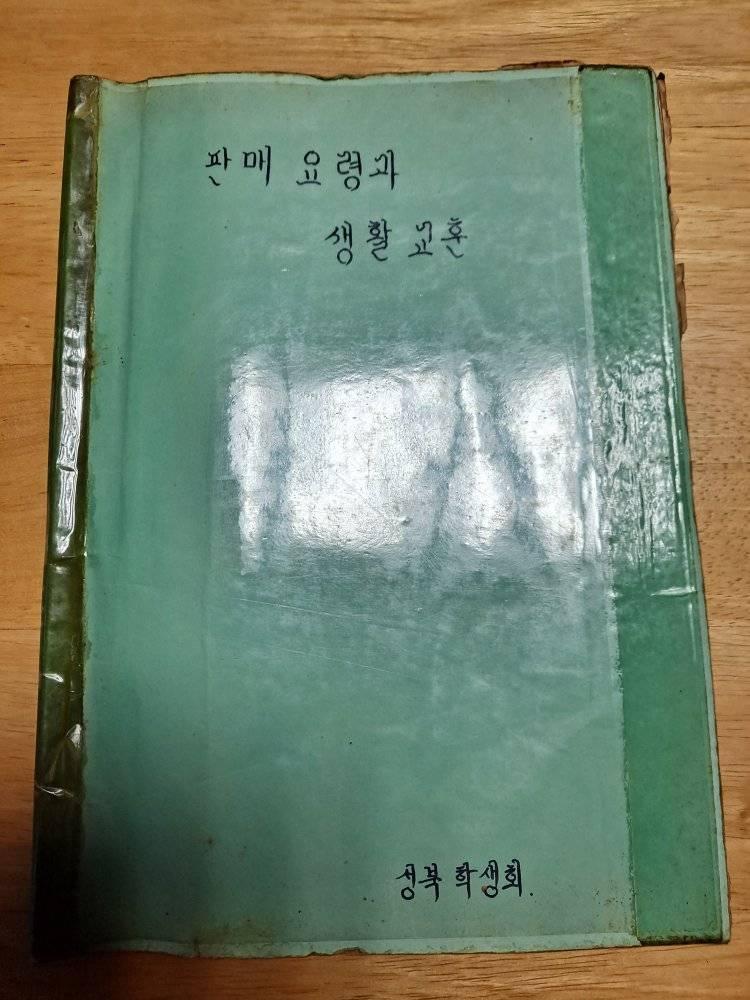 판매 요령과
생활 교훈
성북 학생회.